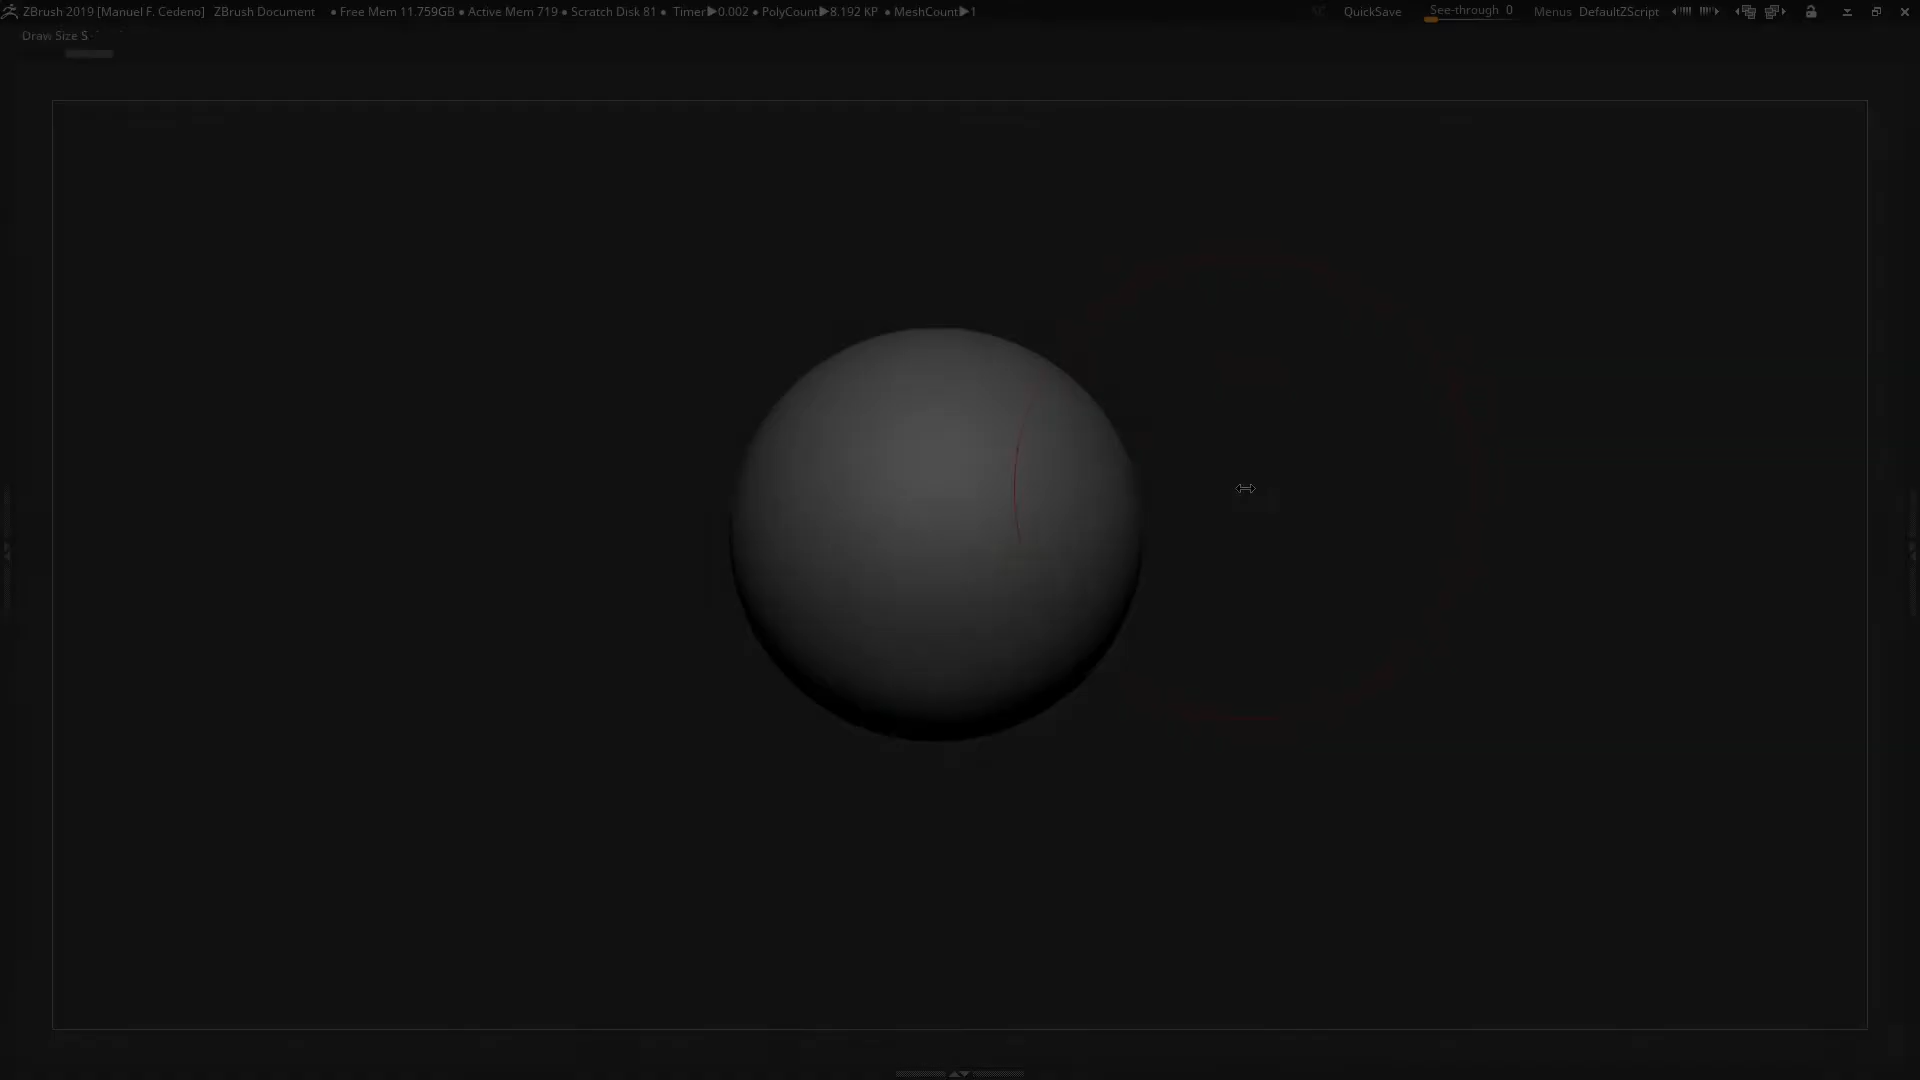 ZBrush 2019 [Manuel F. Cedeno] ZBrush Document ● Free Mem 11.759GB ● Active Mem 719 ● Scratch Disk 81 ● Timer▶0.002 ● PolyCount▶8.192 KP ● MeshCount▶1 QuickSave See-through 0 Menus DefaultZScript
Draw Size S